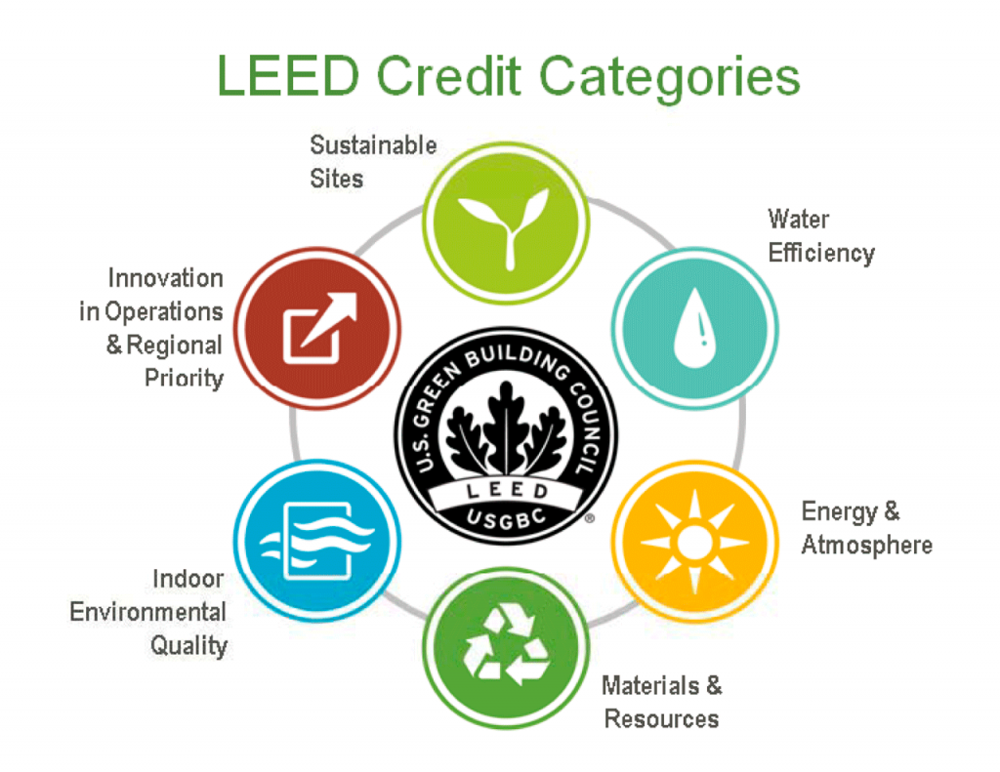 LEED Credit Categories
Sustainable
Sites
Water
Efficiency
Innovation
in Operations
& Regional
Priority
U.S. GREEN BUILDING COUNCIL
LEED
USGBC
®
Energy &
Atmosphere
Indoor
Environmental
Quality
Materials &
Resources